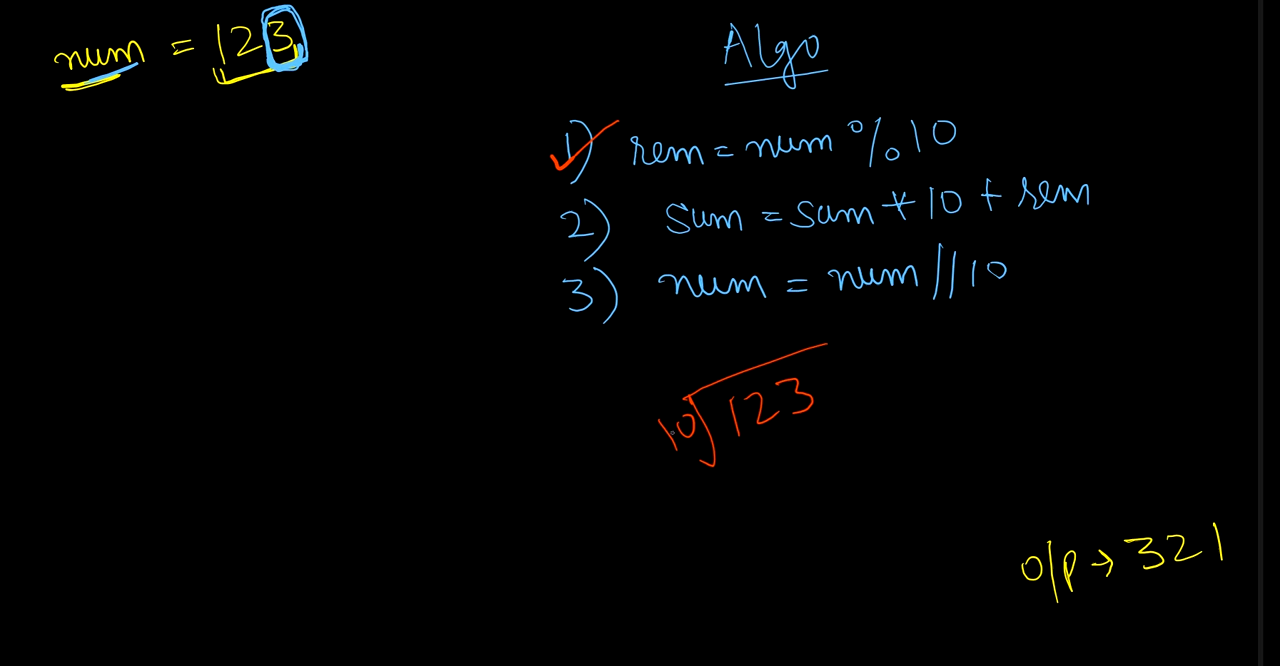 num = 123
Algo
1) rem = num % 10
2) sum = sum * 10 + rem
3) num = num // 10
10 123
o/p → 321